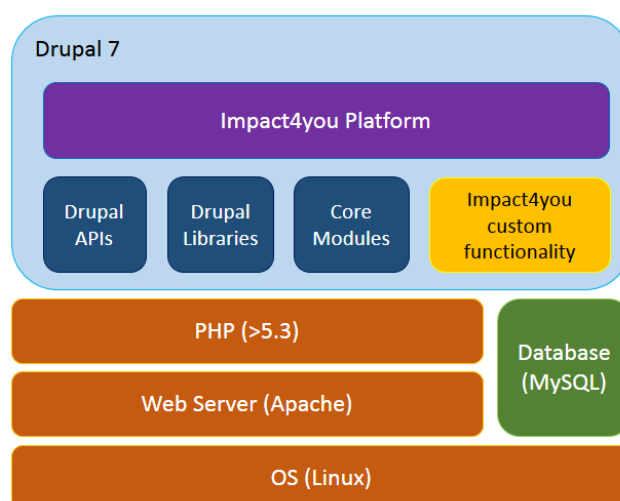 Drupal 7
Impact4you Platform
Drupal
APIs
Drupal
Libraries
Core
Modules
Impact4you
custom
functionality
PHP (>5.3)
Database
(MySQL)
Web Server (Apache)
OS (Linux)